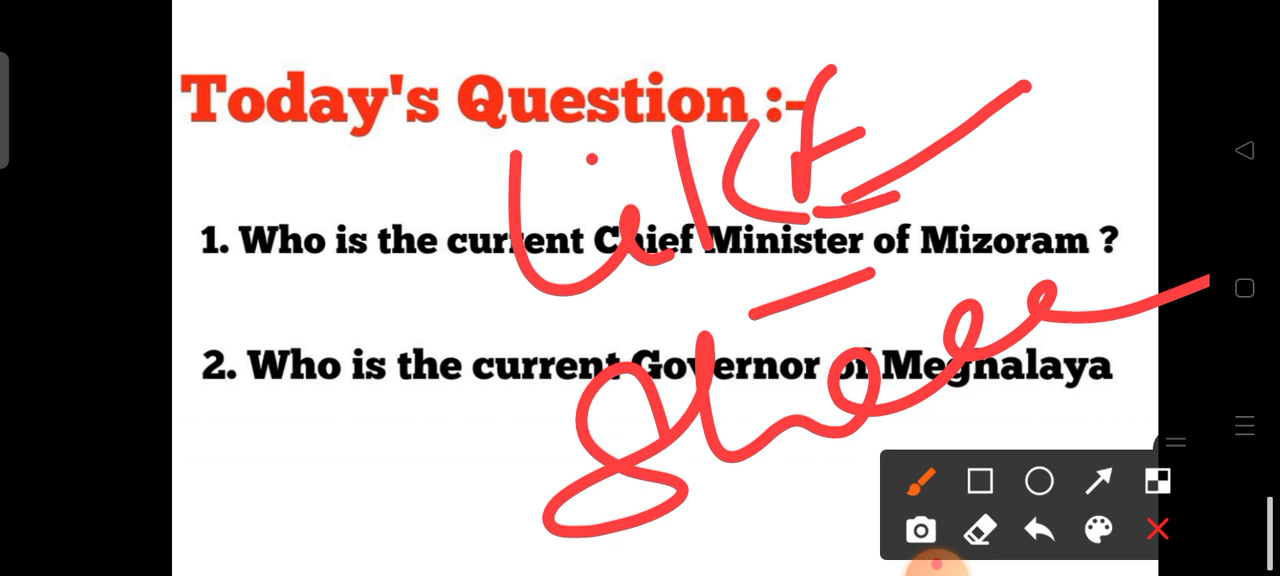 Today's Question :-
LiKE
1. Who is the current Chief Minister of Mizoram ?
2. Who is the current Governor of Meghalaya